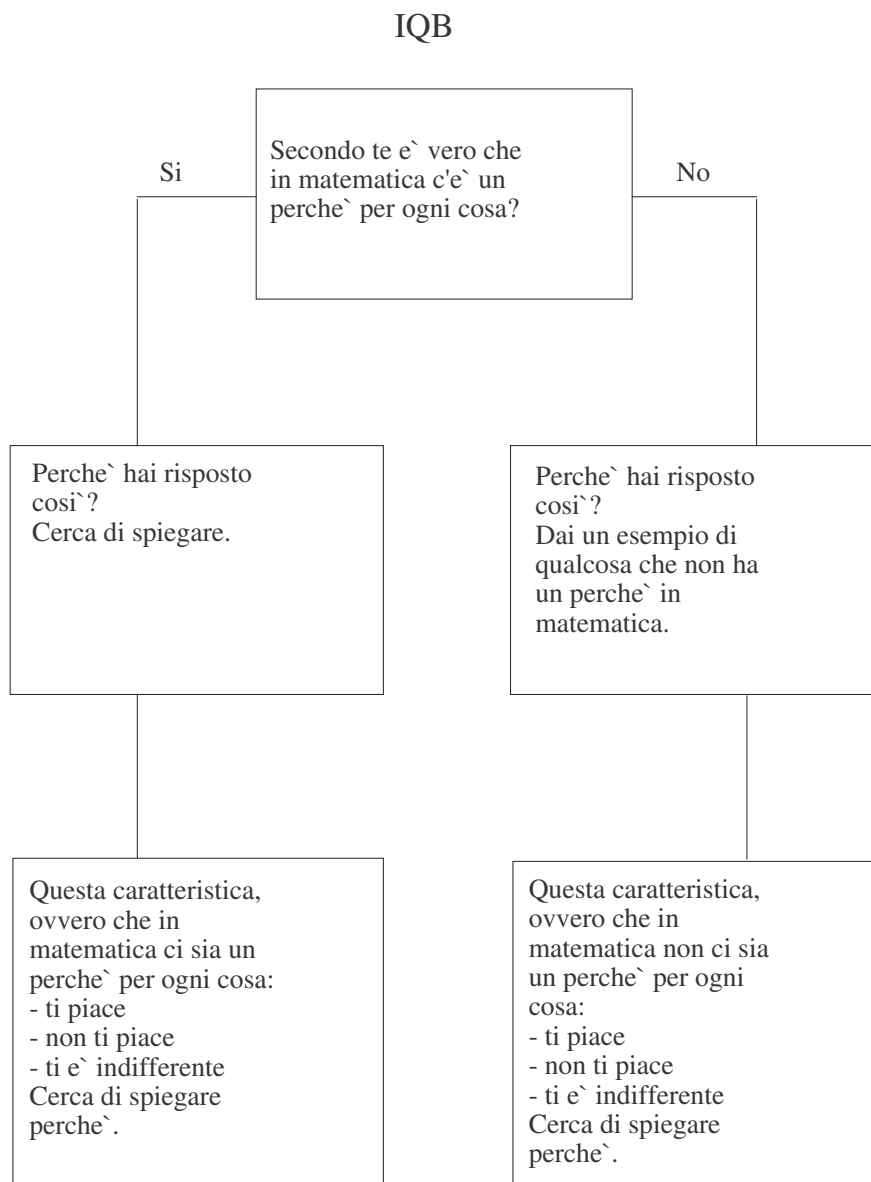 IQB
Secondo te e` vero che
in matematica c'e` un
perche` per ogni cosa?
Si
No
Perche` hai risposto
cosi`?
Cerca di spiegare.
Perche` hai risposto
cosi`?
Dai un esempio di
qualcosa che non ha
un perche` in
matematica.
Questa caratteristica,
ovvero che in
matematica ci sia un
perche` per ogni cosa:
- ti piace
- non ti piace
- ti e` indifferente
Cerca di spiegare
perche`.
Questa caratteristica,
ovvero che in
matematica non ci sia
un perche` per ogni
cosa:
- ti piace
- non ti piace
- ti e` indifferente
Cerca di spiegare
perche`.